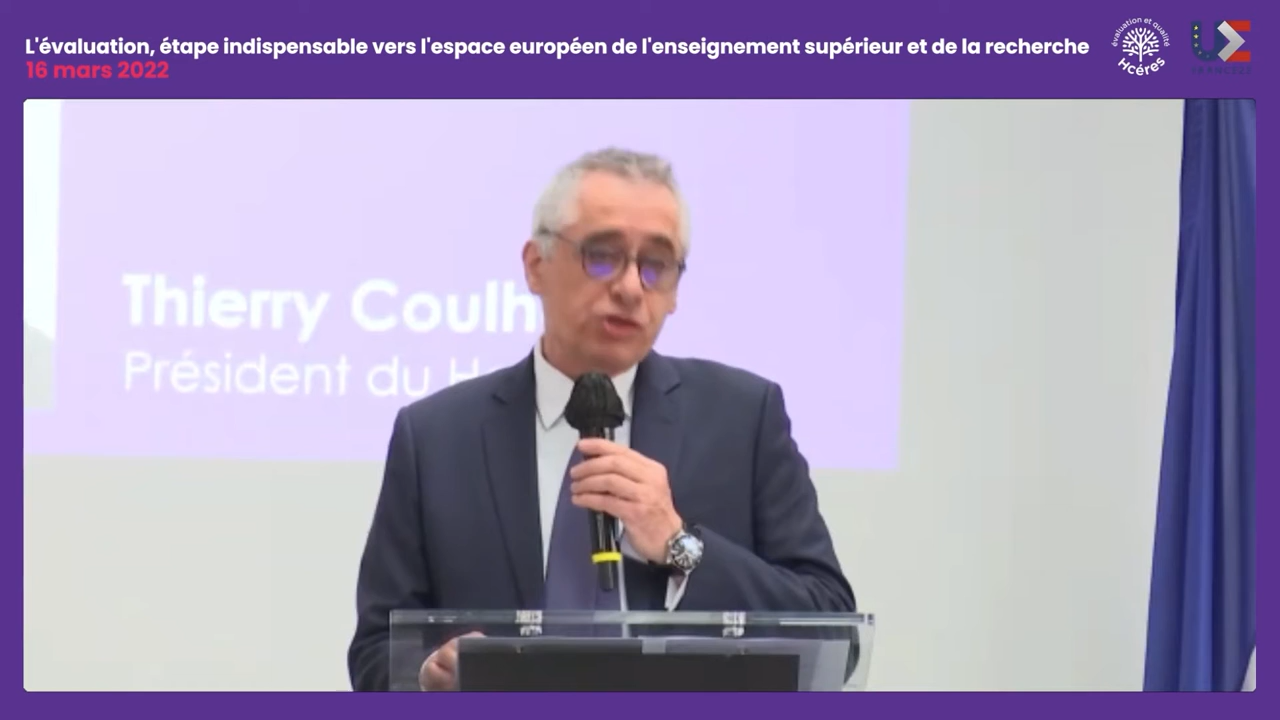 L'évaluation, étape indispensable vers l'espace européen de l'enseignement supérieur et de la recherche
16 mars 2022
évaluation et qualité
Hcéres
UE
Thierry Coulh
Président du H